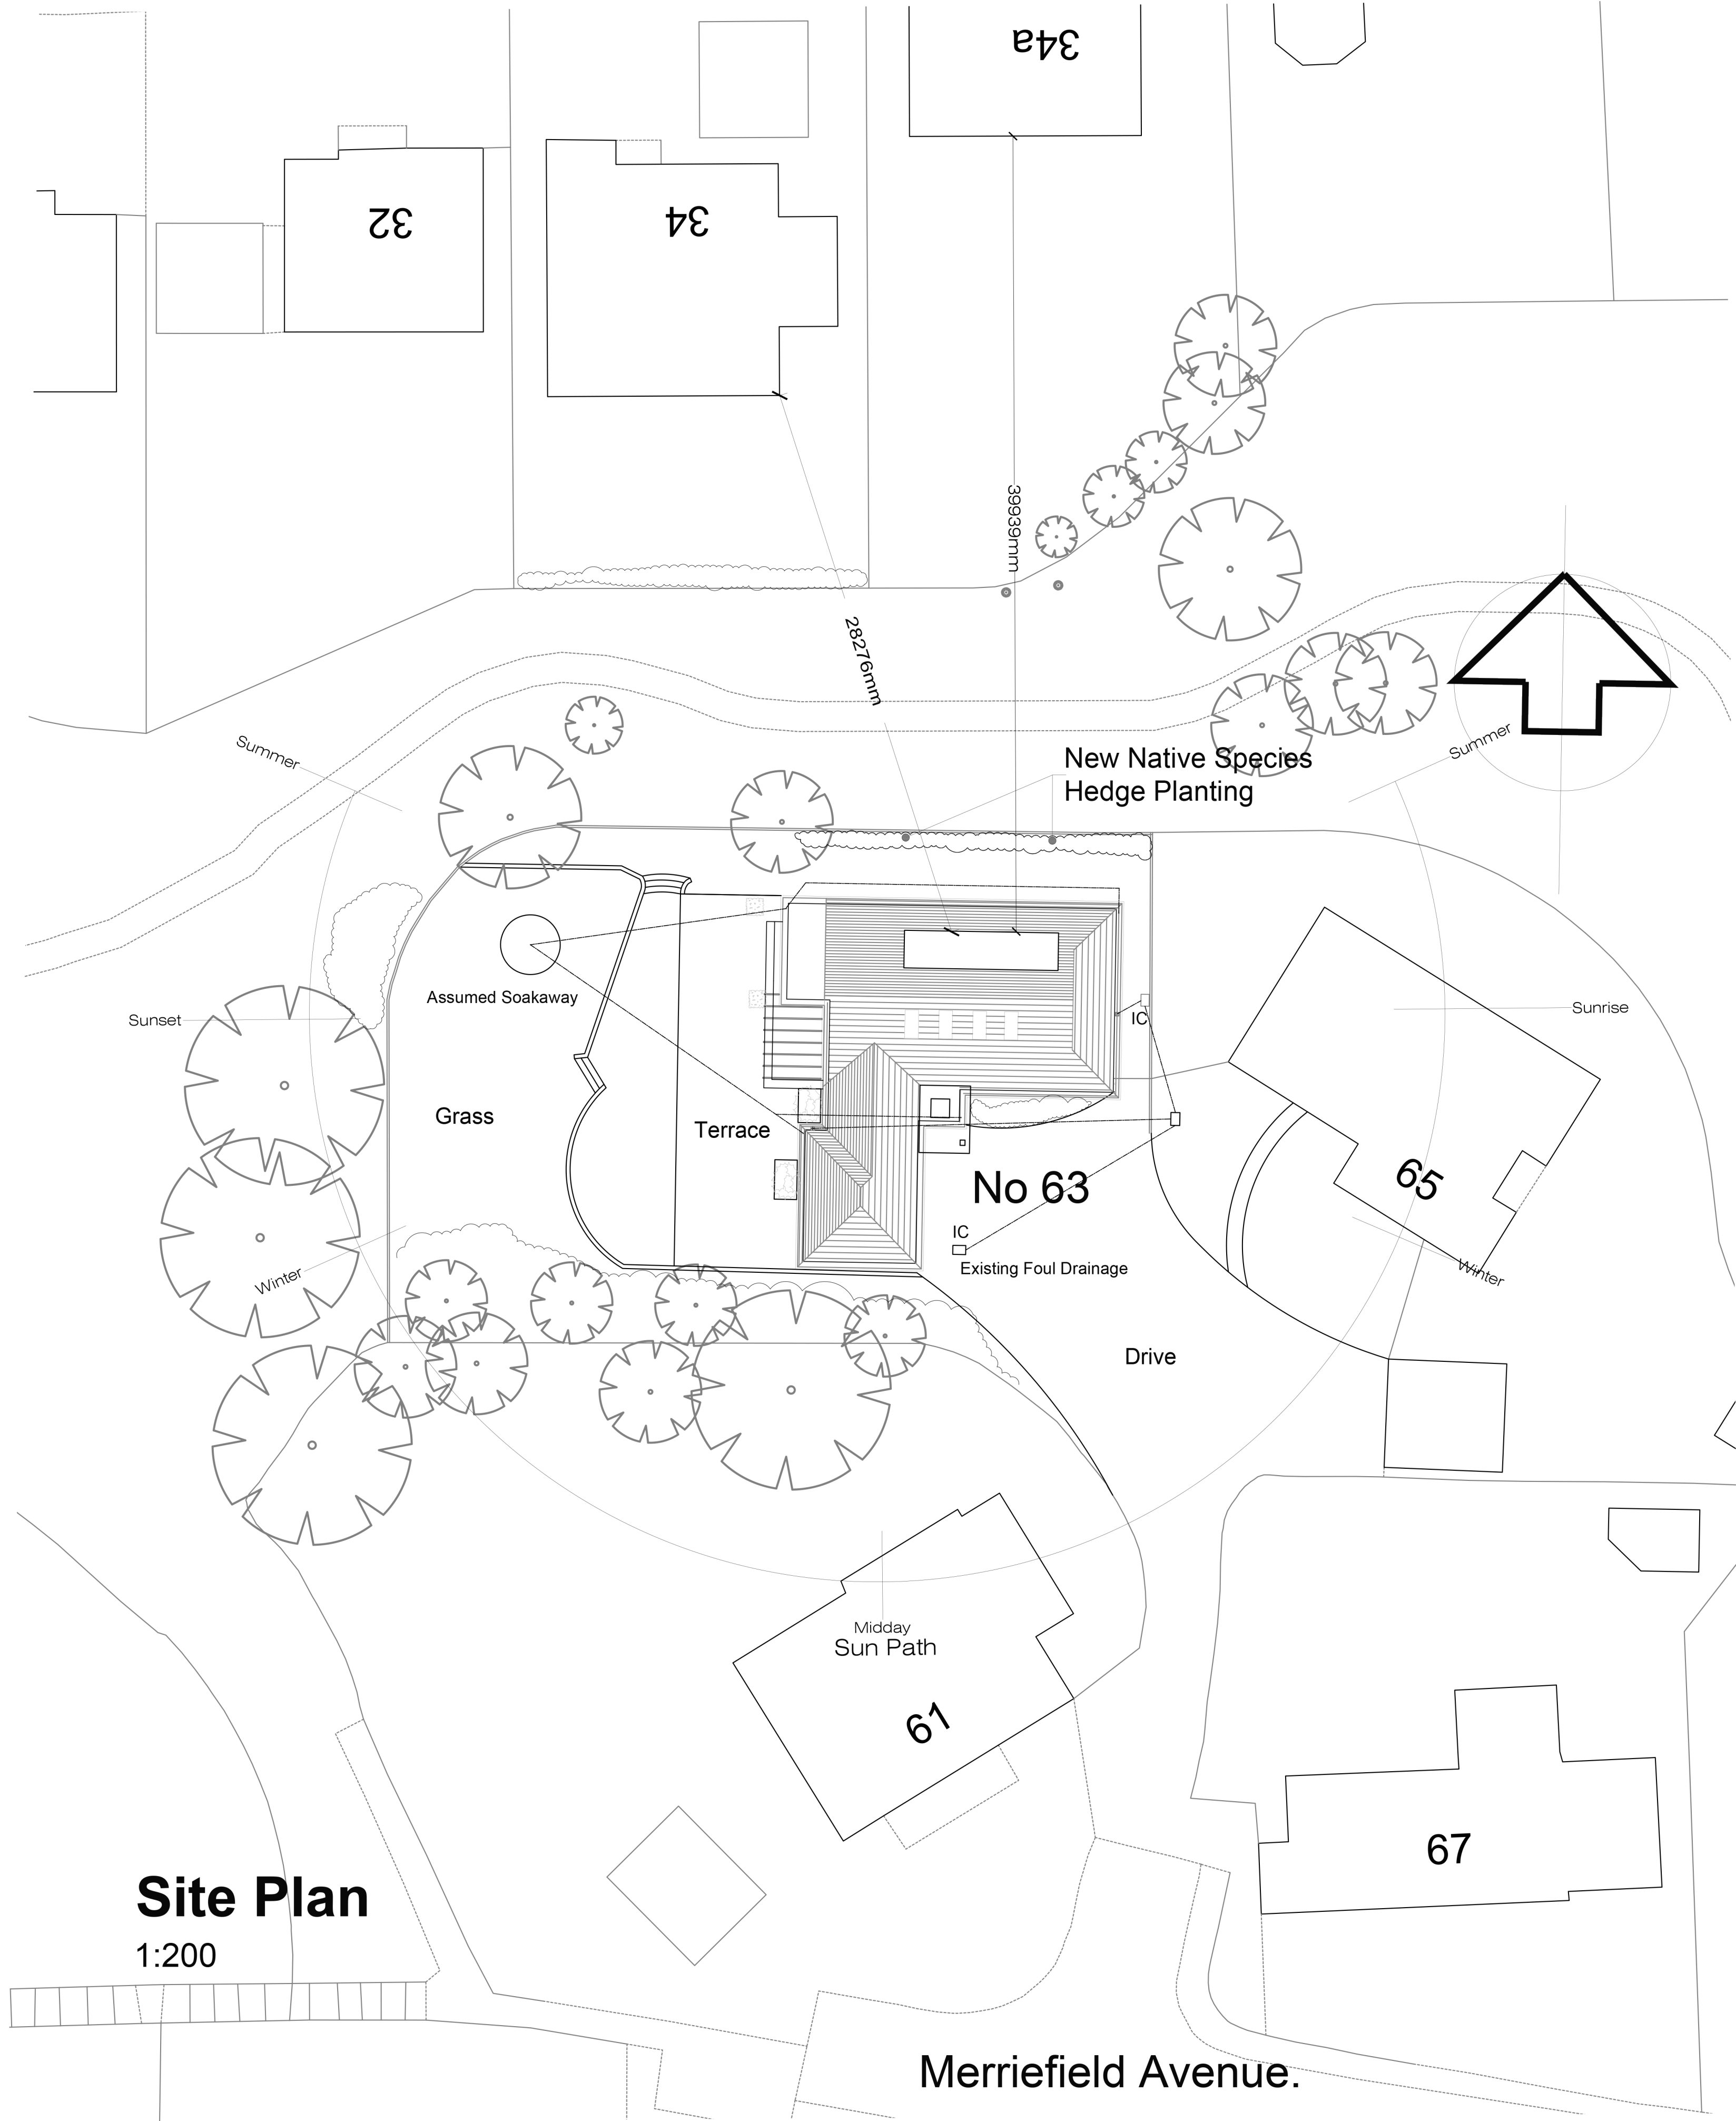 34a
32
34
39939mm
28276mm
Summer
Summer
New Native Species
Hedge Planting
Assumed Soakaway
Sunset
Sunrise
IC
Grass
Terrace
No 63
65
IC
Existing Foul Drainage
Winter
Winter
Drive
Midday
Sun Path
61
67
Site Plan
1:200
Merriefield Avenue.